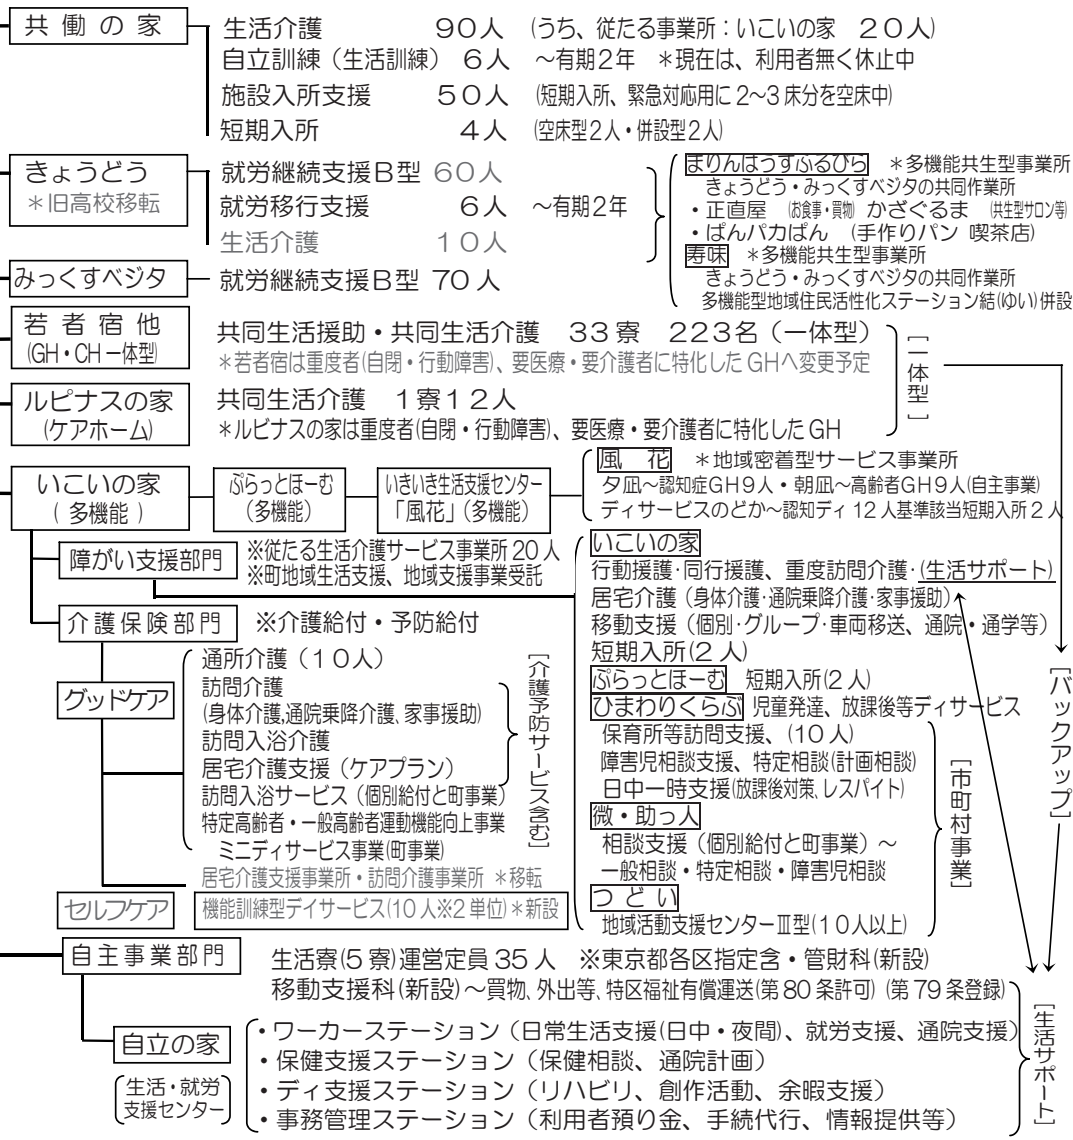 共働の家
生活介護 90人 (うち、従たる事業所：いこいの家 20人)
自立訓練（生活訓練）6人 ～有期2年 ＊現在は、利用者無く休止中
施設入所支援 50人 (短期入所、緊急対応用に2～3床分を空床中)
短期入所 4人 (空床型2人・併設型2人)
きょうどう
＊旧高校移転
就労継続支援B型 60人
就労移行支援 6人 ～有期2年
生活介護 10人
みっくすベジタ
就労継続支援B型 70人
まりんはうすふるびら ＊多機能共生型事業所
きょうどう・みっくすベジタの共同作業所
・正直屋 (お食事・買物) かざぐるま (共生型サロン等)
・ぱんパカぱん (手作りパン 喫茶店)
寿味 ＊多機能共生型事業所
きょうどう・みっくすベジタの共同作業所
多機能型地域住民活性化ステーション結(ゆい)併設
若者宿他
(GH・CH一体型)
共同生活援助・共同生活介護 33寮 223名（一体型）
＊若者宿は重度者(自閉・行動障害)、要医療・要介護者に特化したGHへ変更予定
ルピナスの家
(ケアホーム)
共同生活介護 1寮12人
＊ルピナスの家は重度者(自閉・行動障害)、要医療・要介護者に特化したGH
［一体型］
いこいの家
( 多機能 )
ぷらっとほーむ
（多機能）
いきいき生活支援センター
「風花」（多機能）
風 花 ＊地域密着型サービス事業所
夕凪～認知症GH9人・朝凪～高齢者GH9人(自主事業)
ディサービスのどか～認知ディ12人基準該当短期入所2人
障がい支援部門
※従たる生活介護サービス事業所20人
※町地域生活支援、地域支援事業受託
いこいの家
行動援護・同行援護、重度訪問介護・(生活サポート)
居宅介護（身体介護・通院乗降介護・家事援助）
移動支援（個別・グループ・車両移送、通院・通学等）
短期入所(2人)
ぷらっとほーむ 短期入所(2人)
ひまわりくらぶ 児童発達、放課後等ディサービス
保育所等訪問支援、(10人)
障害児相談支援、特定相談(計画相談)
日中一時支援(放課後対策、レスパイト)
微・助っ人
相談支援（個別給付と町事業）～
一般相談・特定相談・障害児相談
つどい
地域活動支援センターⅢ型(10人以上)
［市町村事業］
［バックアップ］
介護保険部門
※介護給付・予防給付
グッドケア
通所介護（10人）
訪問介護
(身体介護,通院乗降介護、家事援助)
訪問入浴介護
居宅介護支援（ケアプラン）
訪問入浴サービス（個別給付と町事業）
特定高齢者・一般高齢者運動機能向上事業
ミニディサービス事業(町事業)
居宅介護支援事業所・訪問介護事業所 ＊移転
［介護予防サービス含む］
セルフケア
機能訓練型デイサービス(10人※2単位)＊新設
自主事業部門
生活寮(5寮)運営定員35人 ※東京都各区指定含・管財科(新設)
移動支援科(新設)～買物、外出等、特区福祉有償運送(第80条許可) (第79条登録)
自立の家
［生活・就労
支援センター］
・ワーカーステーション（日常生活支援(日中・夜間)、就労支援、通院支援）
・保健支援ステーション（保健相談、通院計画）
・ディ支援ステーション（リハビリ、創作活動、余暇支援）
・事務管理ステーション（利用者預り金、手続代行、情報提供等）
［生活サポート］